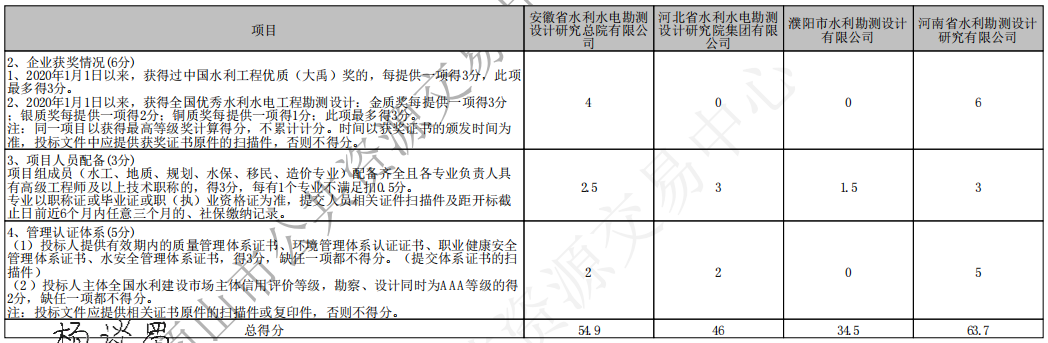 项目
安徽省水利水电勘测
设计研究总院有限公
司
河北省水利水电勘测
设计研究院集团有限
公司
濮阳市水利勘测设计
有限公司
河南省水利勘测设计
研究有限公司
2、企业获奖情况(6分)
1、2020年1月1日以来，获得过中国水利工程优质（大禹）奖的，每提供一项得3分，此项
最多得3分。
2、2020年1月1日以来，获得全国优秀水利水电工程勘测设计：金质奖每提供一项得3分
；银质奖每提供一项得2分；铜质奖每提供一项得1分；此项最多得3分。
注：同一项目以获得最高等级奖计算得分，不累计计分。时间以获奖证书的颁发时间为
准，投标文件中应提供获奖证书原件的扫描件，否则不得分。
4 0 0 6
3、项目人员配备(3分)
项目组成员（水工、地质、规划、水保、移民、造价专业）配备齐全且各专业负责人具
有高级工程师及以上技术职称的，得3分，每有1个专业不满足扣0.5分。
专业以职称证或毕业证或职（执）业资格证为准，提交人员相关证件扫描件及距开标截
止日前近6个月内任意三个月的、社保缴纳记录。
2.5 3 1.5 3
4、管理认证体系(5分)
（1）投标人提供有效期内的质量管理体系证书、环境管理体系认证证书、职业健康安全
管理体系证书、水安全管理体系证书，得3分，缺任一项都不得分。（提交体系证书的扫
描件）
（2）投标人主体全国水利建设市场主体信用评价等级，勘察、设计同时为AAA等级的得
2分，缺任一项都不得分。
注：投标文件应提供相关证书原件的扫描件或复印件，否则不得分。
2 2 0 5
总得分 54.9 46 34.5 63.7
山市公共资源交易中心
资源交易中心